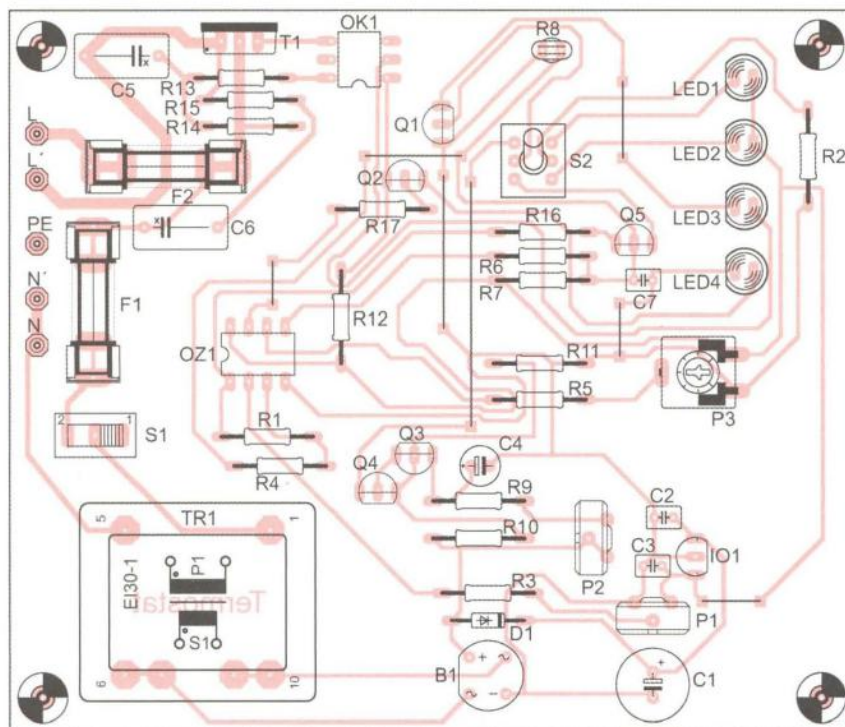 OK1
T1
R8
C5
x
R13
R15
R14
LED1
Q1
L
S2
LED2
R2
L´
F2
Q2
LED3
PE
x
C6
R17
R16
Q5
R6
N´
F1
R7
C7
LED4
R12
N
OZ1
R11
R5
P3
2
1
S1
R1
Q3
C4
R4
Q4
+
R9
TR1
C2
5
1
R10
P1
C3
IO1
EI30-1
P2
Termostat
R3
P1
S1
D1
+
6
10
B1
+
~
~
-
C1